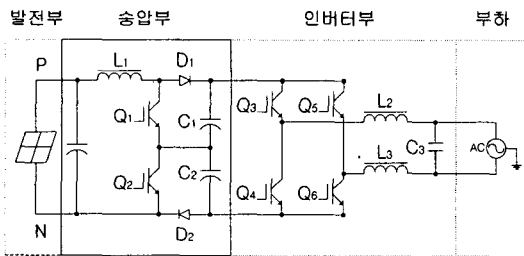 발전부 승압부 인버터부 부하
P L₁ D₁
Q₁ C₁ Q₃ Q₅ L₂
C₃ AC
Q₂ C₂ Q₄ Q₆ L₃
N D₂